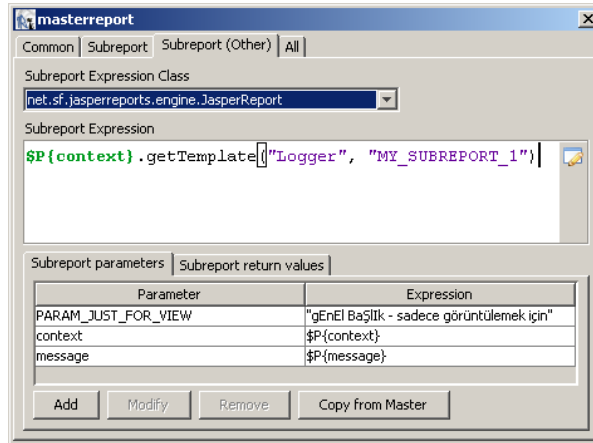 masterreport
Common Subreport Subreport (Other) All
Subreport Expression Class
net.sf.jasperreports.engine.JasperReport
Subreport Expression
$P{context}.getTemplate("Logger", "MY_SUBREPORT_1")
Subreport parameters Subreport return values
Parameter Expression
PARAM_JUST_FOR_VIEW "gEnEl BaŞlIk - sadece görüntülemek için"
context $P{context}
message $P{message}
Add Modify Remove Copy from Master